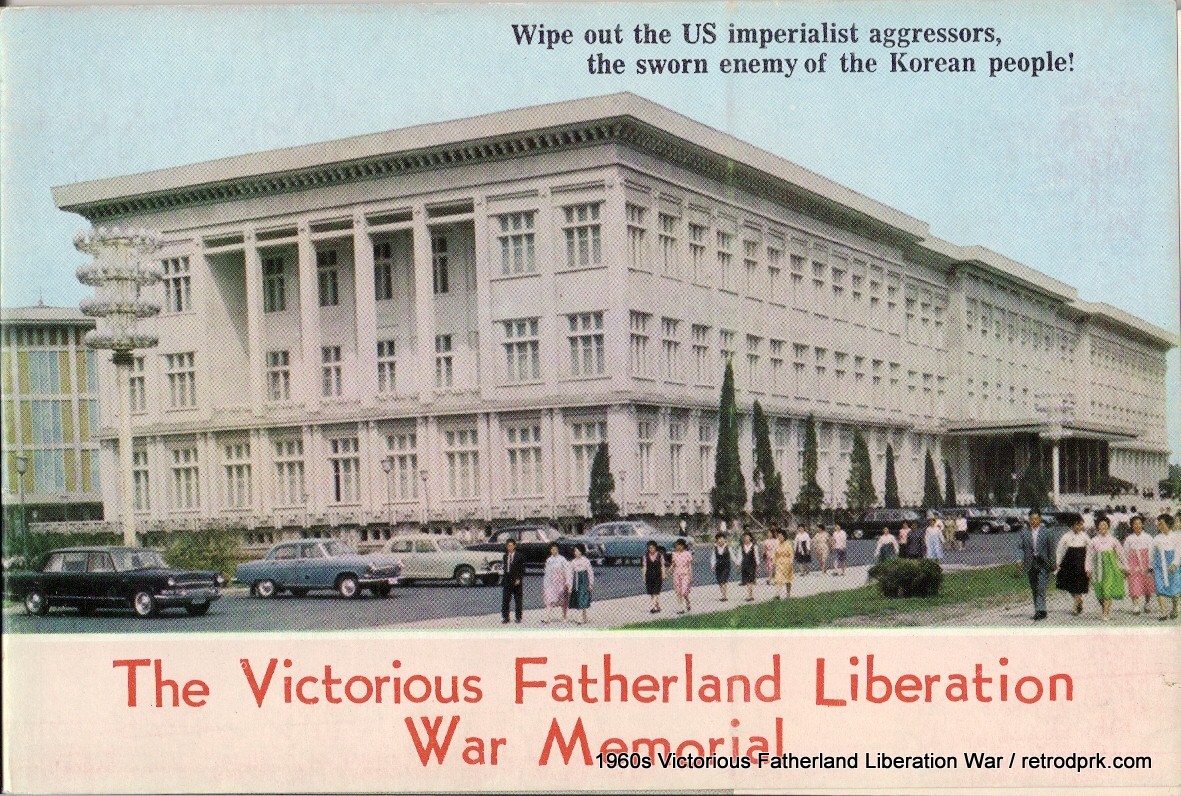 Wipe out the US imperialist aggressors,
the sworn enemy of the Korean people!
The Victorious Fatherland Liberation
War Memorial
1960s Victorious Fatherland Liberation War / retrodprk.com